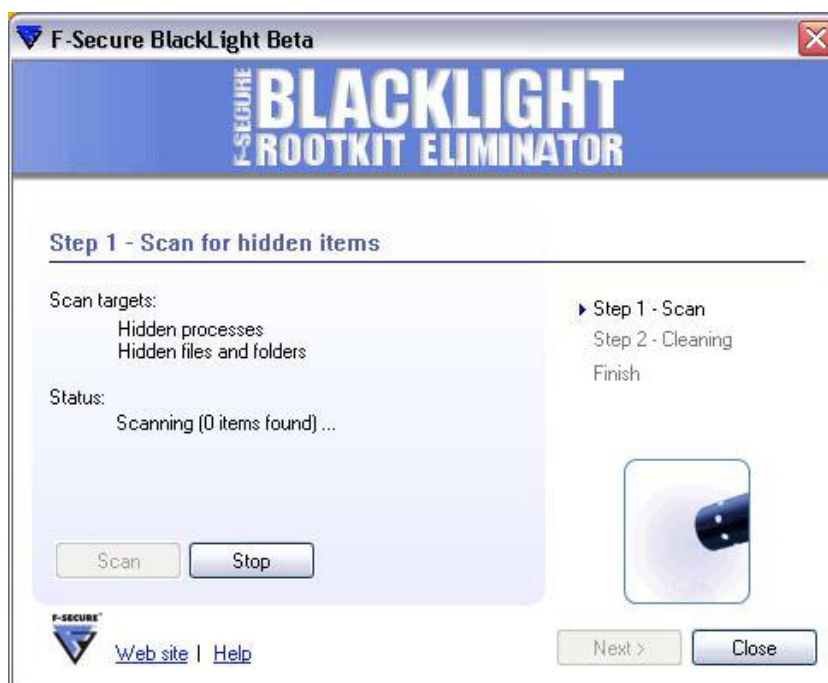 F-Secure BlackLight Beta
F-SECURE
BLACKLIGHT
ROOTKIT ELIMINATOR
Step 1 - Scan for hidden items
Scan targets:
Hidden processes
Hidden files and folders
Status:
Scanning (0 items found) ...
Scan
Stop
Step 1 - Scan
Step 2 - Cleaning
Finish
F-SECURE
Web site | Help
Next >
Close